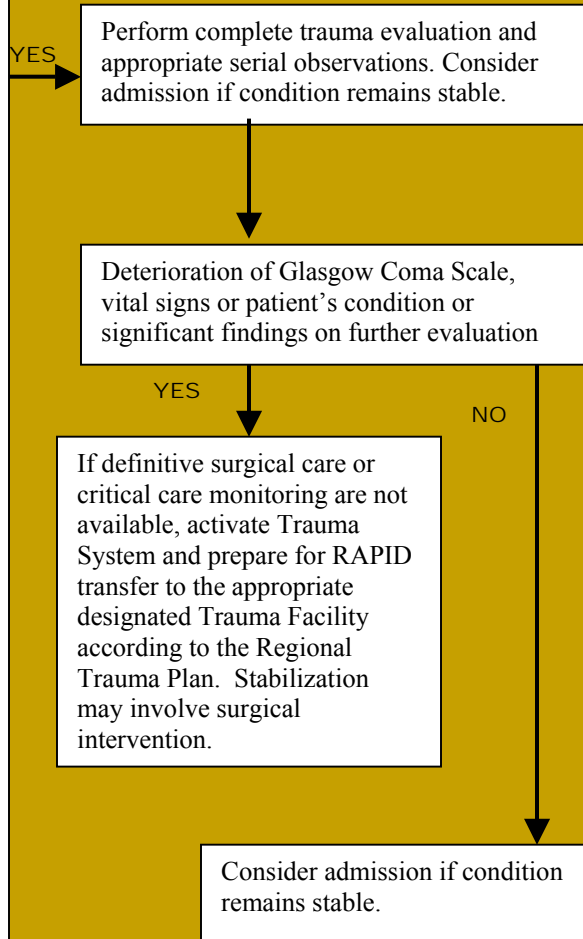 YES
Perform complete trauma evaluation and
appropriate serial observations. Consider
admission if condition remains stable.
Deterioration of Glasgow Coma Scale,
vital signs or patient's condition or
significant findings on further evaluation
YES
NO
If definitive surgical care or
critical care monitoring are not
available, activate Trauma
System and prepare for RAPID
transfer to the appropriate
designated Trauma Facility
according to the Regional
Trauma Plan.  Stabilization
may involve surgical
intervention.
Consider admission if condition
remains stable.